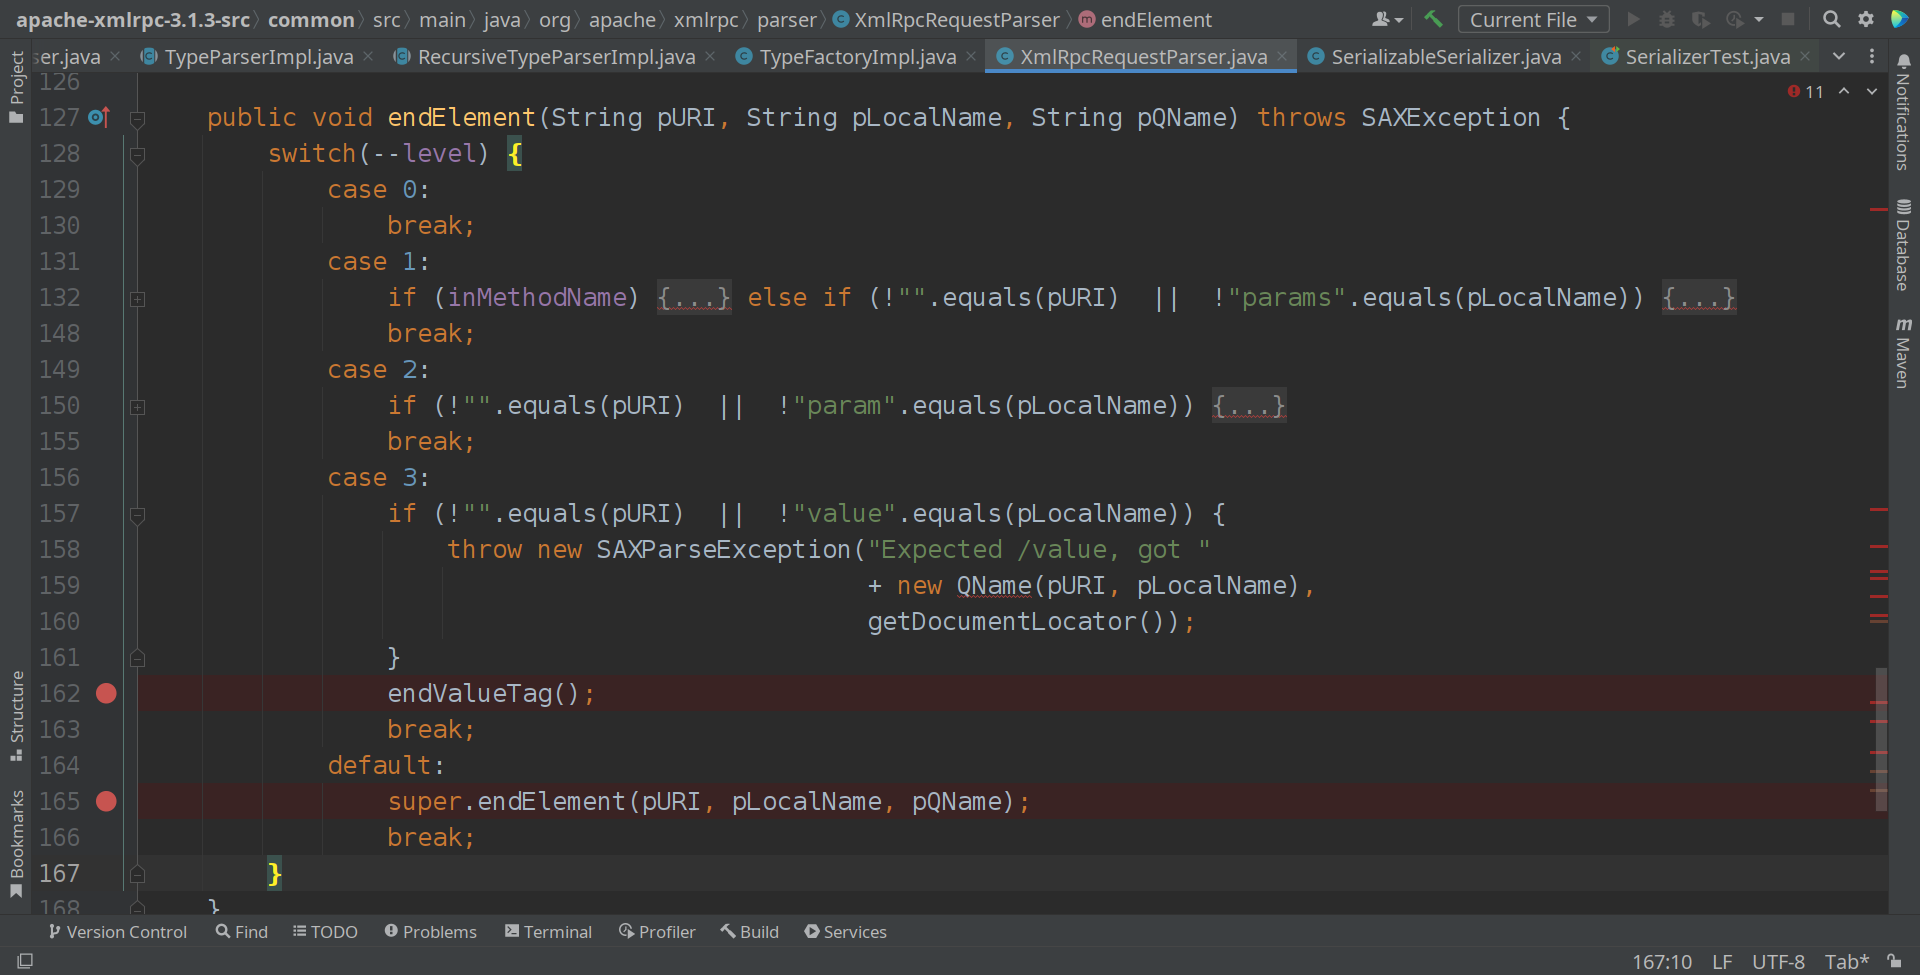 apache-xmlrpc-3.1.3-src common src main java org apache xmlrpc parser XmlRpcRequestParser endElement Current File
er.java TypeParserImpl.java RecursiveTypeParserImpl.java TypeFactoryImpl.java XmlRpcRequestParser.java SerializableSerializer.java SerializerTest.java
Project
Structure
Bookmarks
126
127 public void endElement(String pURI, String pLocalName, String pQName) throws SAXException {
128 switch(--level) {
129 case 0:
130 break;
131 case 1:
132 if (inMethodName) {...} else if (!"".equals(pURI) || !"params".equals(pLocalName)) {...}
148 break;
149 case 2:
150 if (!"".equals(pURI) || !"param".equals(pLocalName)) {...}
155 break;
156 case 3:
157 if (!"".equals(pURI) || !"value".equals(pLocalName)) {
158 throw new SAXParseException("Expected /value, got "
159 + new QName(pURI, pLocalName),
160 getDocumentLocator());
161 }
162 endValueTag();
163 break;
164 default:
165 super.endElement(pURI, pLocalName, pQName);
166 break;
167 }
168 }
11
Notifications
Database
m Maven
Version Control Find TODO Problems Terminal Profiler Build Services
167:10 LF UTF-8 Tab*